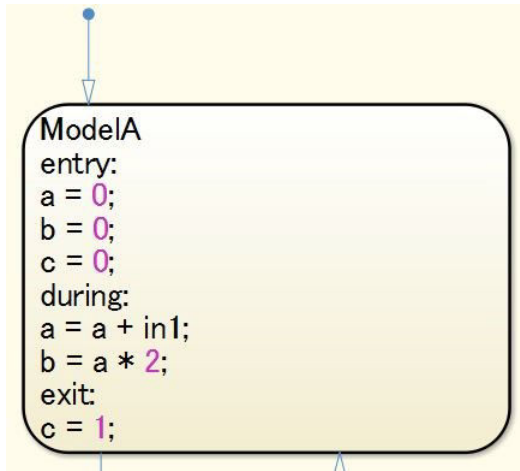 ModelA
entry:
a = 0;
b = 0;
c = 0;
during:
a = a + in1;
b = a * 2;
exit:
c = 1;